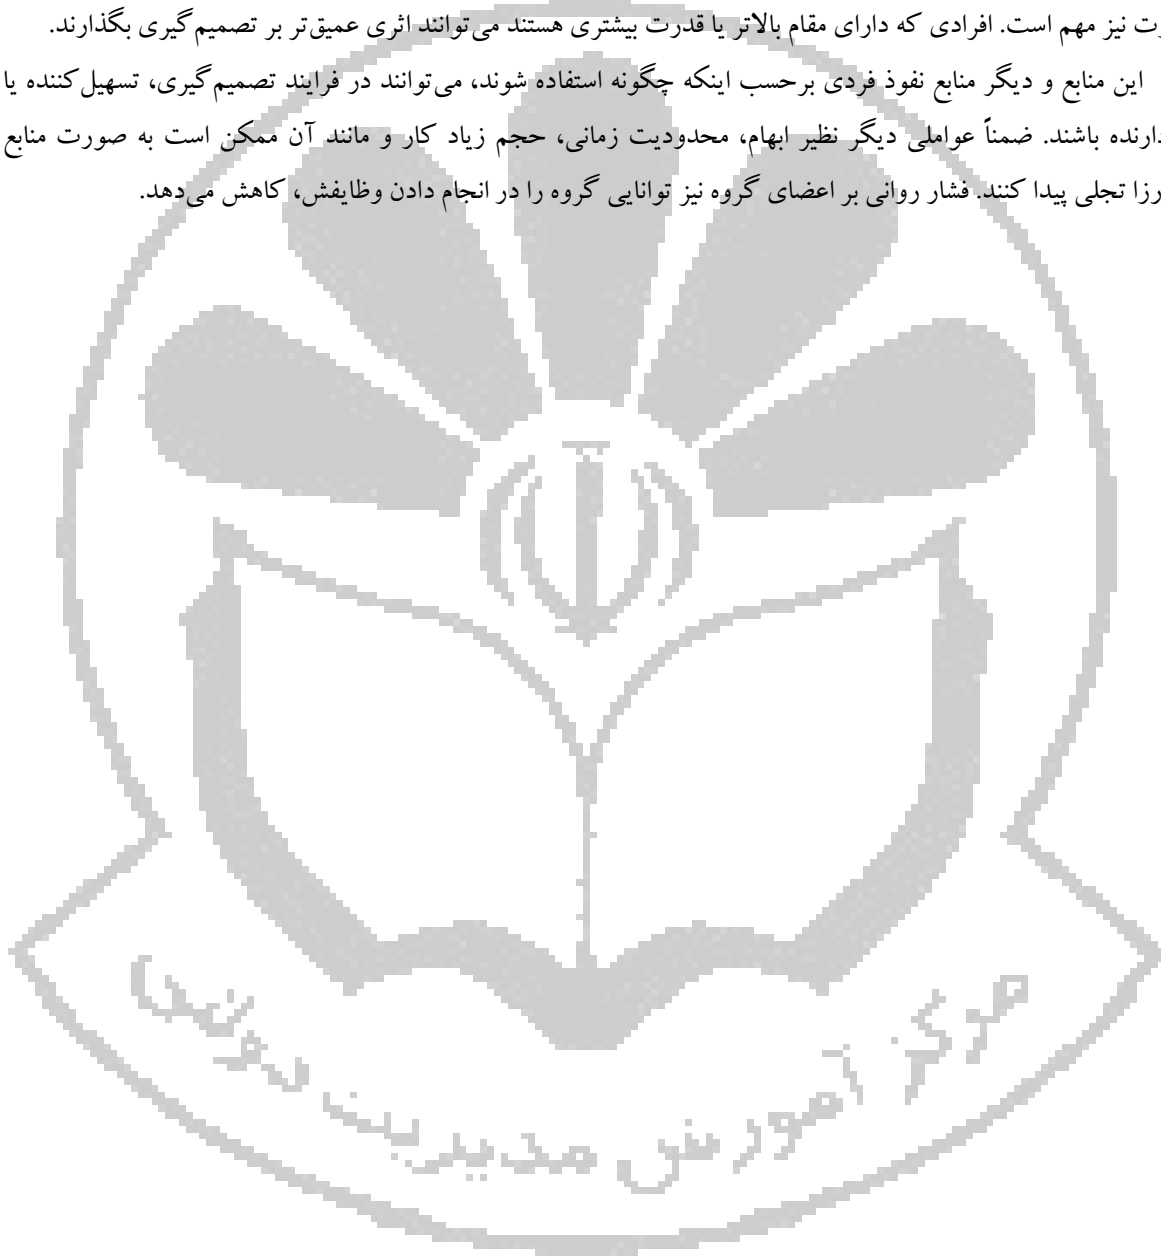 رت نیز مهم است. افرادی که دارای مقام بالاتر یا قدرت بیشتری هستند می‌توانند اثری عمیق‌تر بر تصمیم‌گیری بگذارند.
این منابع و دیگر منابع نفوذ فردی برحسب اینکه چگونه استفاده شوند، می‌توانند در فرایند تصمیم‌گیری، تسهیل‌کننده یا
دارنده باشند. ضمناً عواملی دیگر نظیر ابهام، محدودیت زمانی، حجم زیاد کار و مانند آن ممکن است به صورت منابع
رزا تجلی پیدا کنند. فشار روانی بر اعضای گروه نیز توانایی گروه را در انجام دادن وظایفش، کاهش می‌دهد.
مرکز آموزش مدیریت دولتی